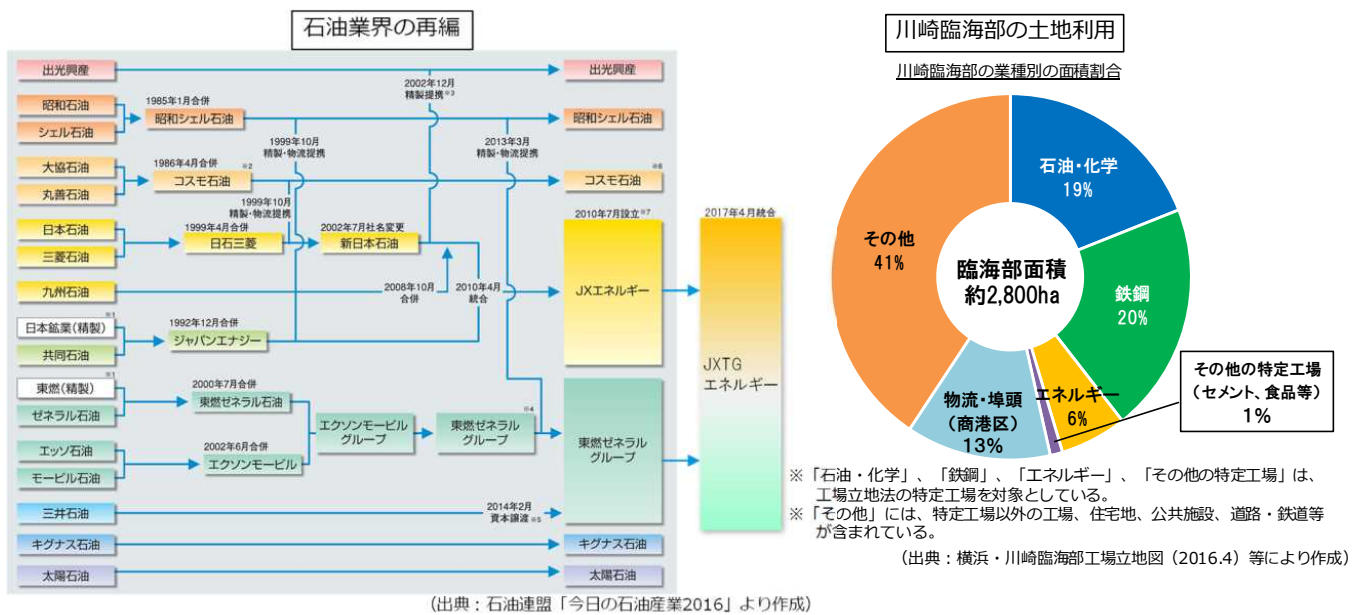 石油業界の再編
出光興産
昭和石油
シェル石油
大協石油
丸善石油
日本石油
三菱石油
九州石油
※1
日本鉱業(精製)
共同石油
※1
東燃(精製)
ゼネラル石油
エッソ石油
モービル石油
三井石油
キグナス石油
太陽石油
1985年1月合併
昭和シェル石油
1986年4月合併
※2
コスモ石油
1999年4月合併
日石三菱
1992年12月合併
ジャパンエナジー
2000年7月合併
東燃ゼネラル石油
2002年6月合併
エクソンモービル
1999年10月
精製・物流提携
1999年10月
精製・物流提携
2002年7月社名変更
新日本石油
2002年12月
精製提携※3
2008年10月
合併
2010年4月
統合
2013年3月
精製・物流提携
エクソンモービル
グループ
※4
東燃ゼネラル
グループ
2014年2月
資本譲渡※5
出光興産
昭和シェル石油
※6
コスモ石油
2010年7月設立※7
JXエネルギー
東燃ゼネラル
グループ
キグナス石油
太陽石油
2017年4月統合
JXTG
エネルギー
(出典：石油連盟「今日の石油産業2016」より作成)
川崎臨海部の土地利用
川崎臨海部の業種別の面積割合
石油・化学
19%
鉄鋼
20%
エネルギー
6%
その他の特定工場
(セメント、食品等)
1%
物流・埠頭
(商港区)
13%
その他
41%
臨海部面積
約2,800ha
※「石油・化学」、「鉄鋼」、「エネルギー」、「その他の特定工場」は、
工場立地法の特定工場を対象としている。
※「その他」には、特定工場以外の工場、住宅地、公共施設、道路・鉄道等
が含まれている。
(出典：横浜・川崎臨海部工場立地図（2016.4）等により作成)